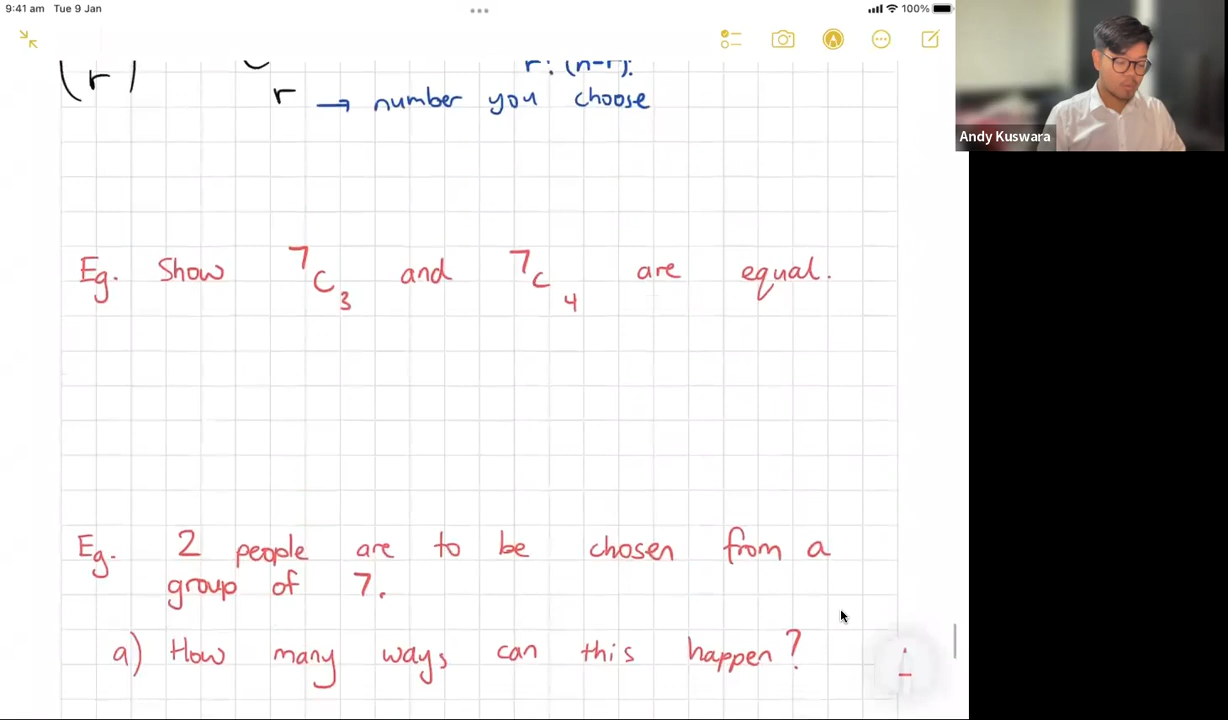 9:41 am Tue 9 Jan
100%
(r) C r! (n-r)!
r → number you choose
Andy Kuswara
Eg. Show ⁷C₃ and ⁷C₄ are equal.
Eg. 2 people are to be chosen from a
group of 7.
a) How many ways can this happen?